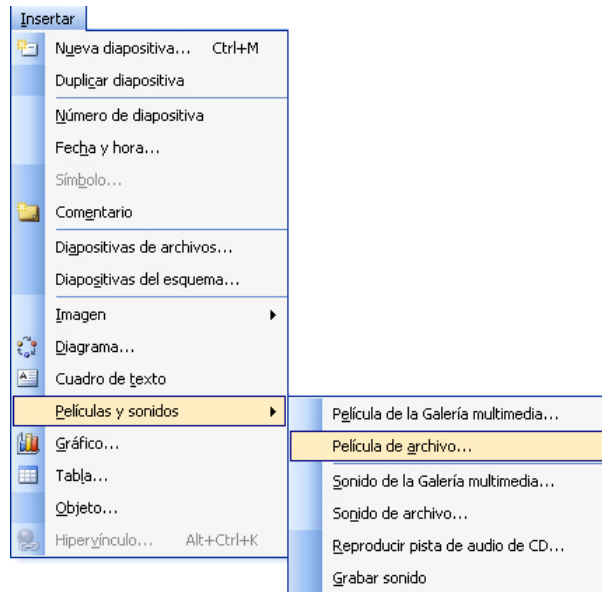 Insertar
Nueva diapositiva... Ctrl+M
Duplicar diapositiva
Número de diapositiva
Fecha y hora...
Símbolo...
Comentario
Diapositivas de archivos...
Diapositivas del esquema...
Imagen
Diagrama...
Cuadro de texto
Películas y sonidos
Gráfico...
Tabla...
Objeto...
Hipervínculo... Alt+Ctrl+K
Película de la Galería multimedia...
Película de archivo...
Sonido de la Galería multimedia...
Sonido de archivo...
Reproducir pista de audio de CD...
Grabar sonido